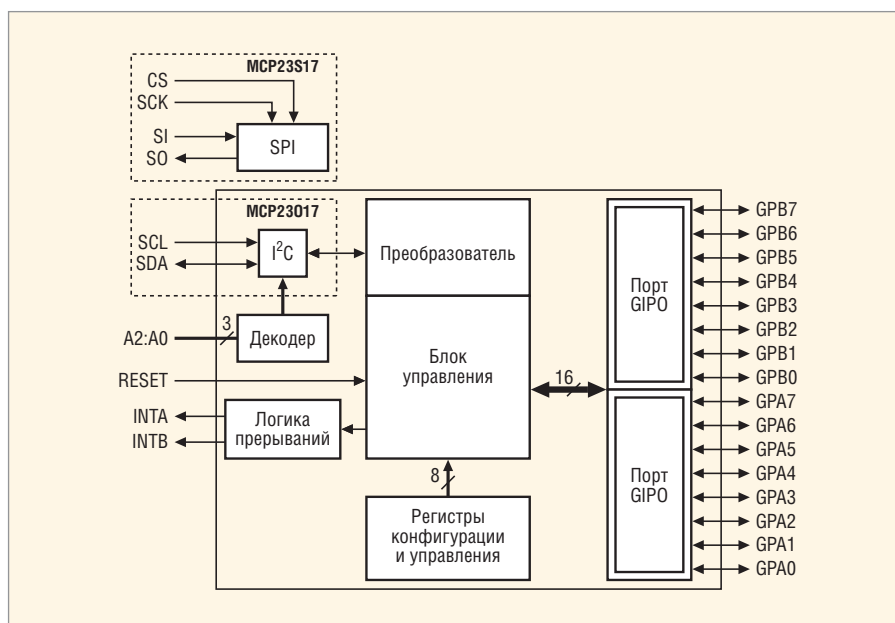 MCP23S17
CS
SCK
SI
SO
SPI
MCP23O17
SCL
SDA
I²C
Преобразователь
A2:A0
3
Декодер
Блок
управления
RESET
INTA
INTB
Логика
прерываний
16
8
Регистры
конфигурации
и управления
Порт
GIPO
Порт
GIPO
GPB7
GPB6
GPB5
GPB4
GPB3
GPB2
GPB1
GPB0
GPA7
GPA6
GPA5
GPA4
GPA3
GPA2
GPA1
GPA0